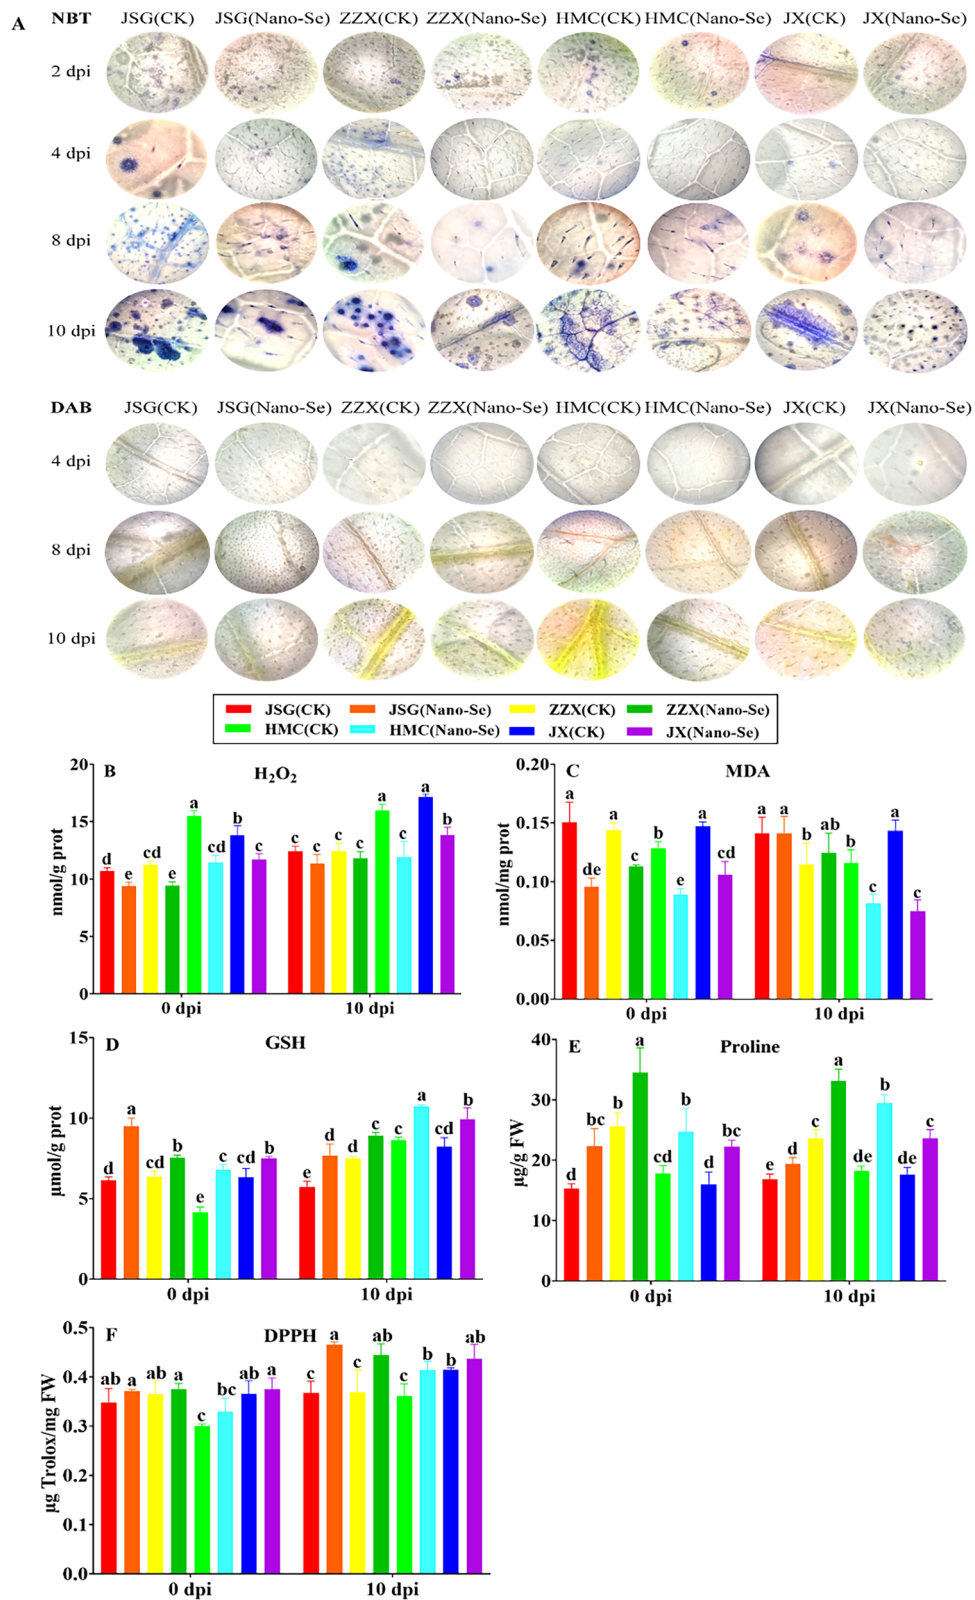 A
NBT JSG(CK) JSG(Nano-Se) ZZX(CK) ZZX(Nano-Se) HMC(CK) HMC(Nano-Se) JX(CK) JX(Nano-Se)
2 dpi
4 dpi
8 dpi
10 dpi
DAB JSG(CK) JSG(Nano-Se) ZZX(CK) ZZX(Nano-Se) HMC(CK) HMC(Nano-Se) JX(CK) JX(Nano-Se)
4 dpi
8 dpi
10 dpi
JSG(CK) JSG(Nano-Se) ZZX(CK) ZZX(Nano-Se)
HMC(CK) HMC(Nano-Se) JX(CK) JX(Nano-Se)
B H₂O₂
nmol/g prot
20
15
10
5
0
d e cd e a cd b c
c c c c a c a b
0 dpi 10 dpi
C MDA
nmol/mg prot
0.20
0.15
0.10
0.05
0.00
a de a c b e a cd
a a b ab b c a c
0 dpi 10 dpi
D GSH
µmol/g prot
15
10
5
0
d a cd b e c cd b
d d d c c a cd b
0 dpi 10 dpi
E Proline
µg/g FW
40
30
20
10
0
d bc b a cd b d bc
e d c a de b de c
0 dpi 10 dpi
F DPPH
µg Trolox/mg FW
0.5
0.4
0.3
0.2
0.1
0.0
ab a ab a c bc ab a
c a c ab c b b ab
0 dpi 10 dpi